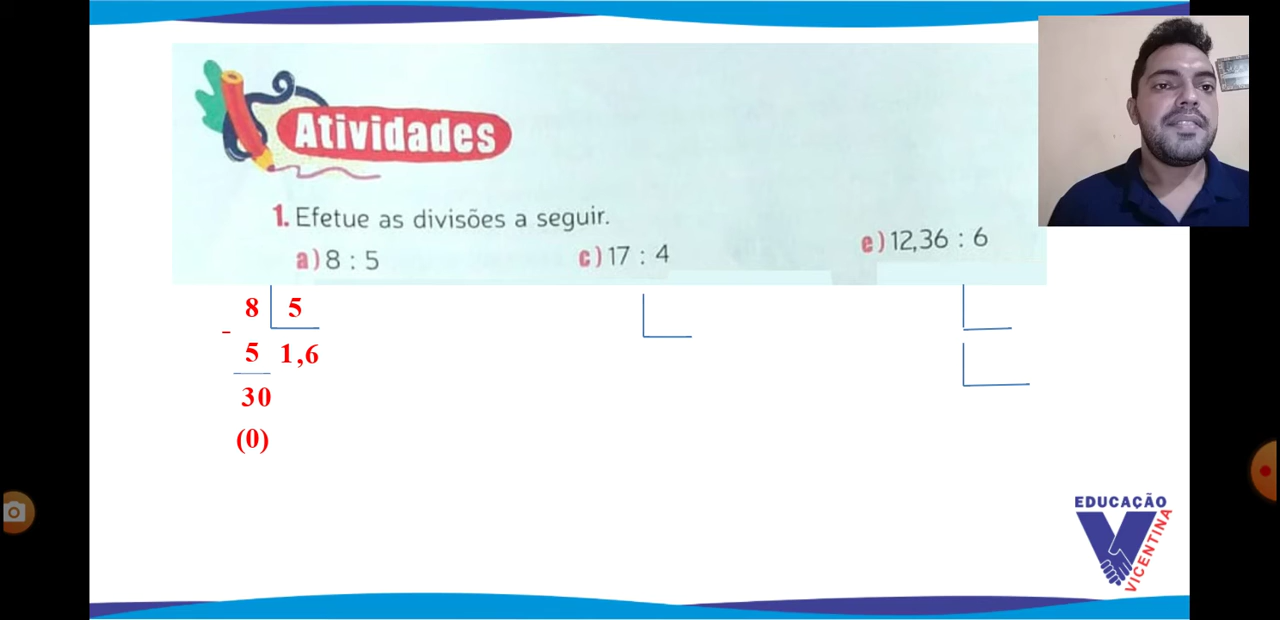 Atividades
1. Efetue as divisões a seguir.
a) 8 : 5
c) 17 : 4
e) 12,36 : 6
8 5
-
5 1,6
30
(0)
EDUCAÇÃO
VICENTINA